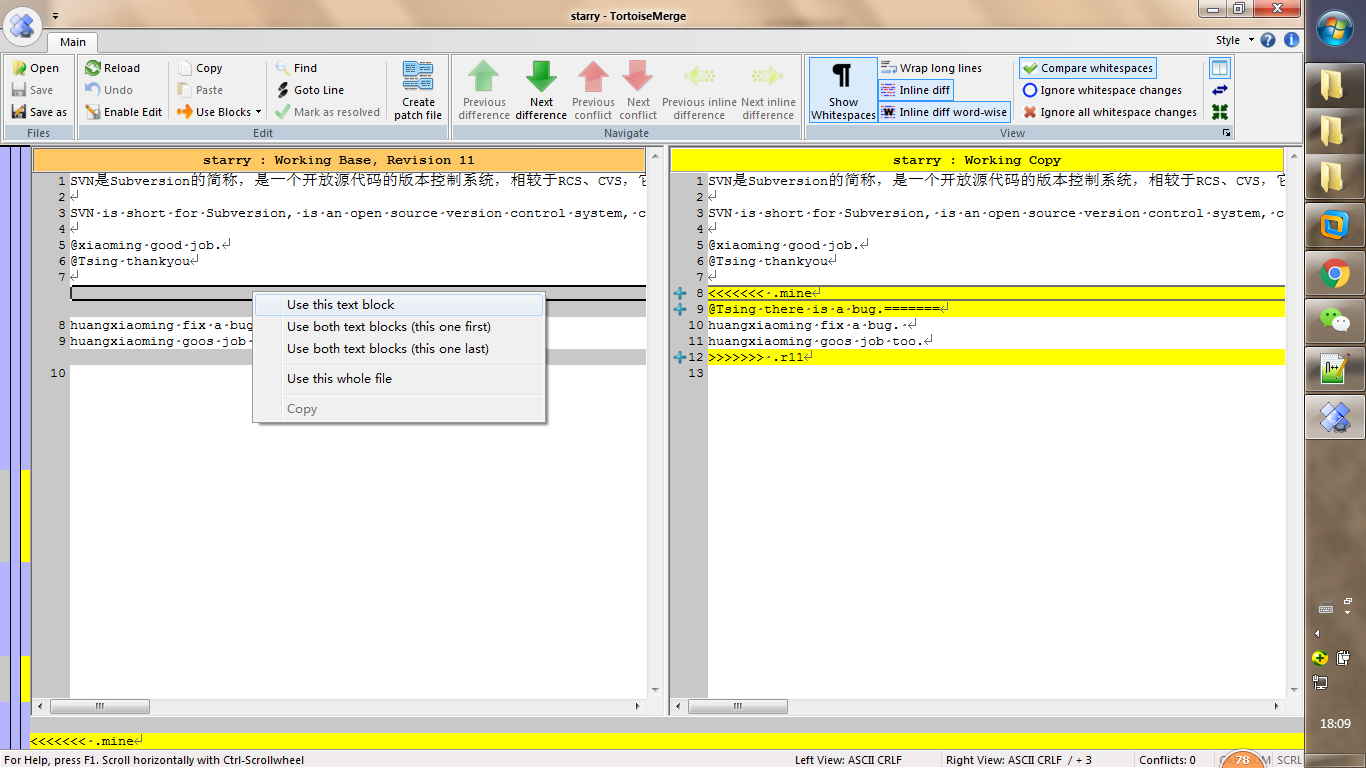 starry - TortoiseMerge
Main
Style
Open
Save
Save as
Files
Reload
Undo
Enable Edit
Copy
Paste
Use Blocks
Find
Goto Line
Mark as resolved
Create patch file
Edit
Previous difference
Next difference
Previous conflict
Next conflict
Previous inline difference
Next inline difference
Navigate
Show Whitespaces
Wrap long lines
Inline diff
Inline diff word-wise
Compare whitespaces
Ignore whitespace changes
Ignore all whitespace changes
View
starry : Working Base, Revision 11
1 SVN是Subversion的简称，是一个开放源代码的版本控制系统，相较于RCS、CVS，它
2
3 SVN·is·short·for·Subversion,·is·an·open·source·version·control·system,·c
4
5 @xiaoming·good·job.
6 @Tsing·thankyou
7
8 huangxiaoming·fix·a·bug
9 huangxiaoming·goos·job
10
Use this text block
Use both text blocks (this one first)
Use both text blocks (this one last)
Use this whole file
Copy
starry : Working Copy
1 SVN是Subversion的简称，是一个开放源代码的版本控制系统，相较于RCS、CVS，它
2
3 SVN·is·short·for·Subversion,·is·an·open·source·version·control·system,·c
4
5 @xiaoming·good·job.
6 @Tsing·thankyou
7
8 <<<<<<<·.mine
9 @Tsing·there·is·a·bug.=======
10 huangxiaoming·fix·a·bug.·
11 huangxiaoming·goos·job·too.
12 >>>>>>>·.r11
13
<<<<<<<·.mine
For Help, press F1. Scroll horizontally with Ctrl-Scrollwheel
Left View: ASCII CRLF
Right View: ASCII CRLF / + 3
Conflicts: 0
78
SCRL
18:09